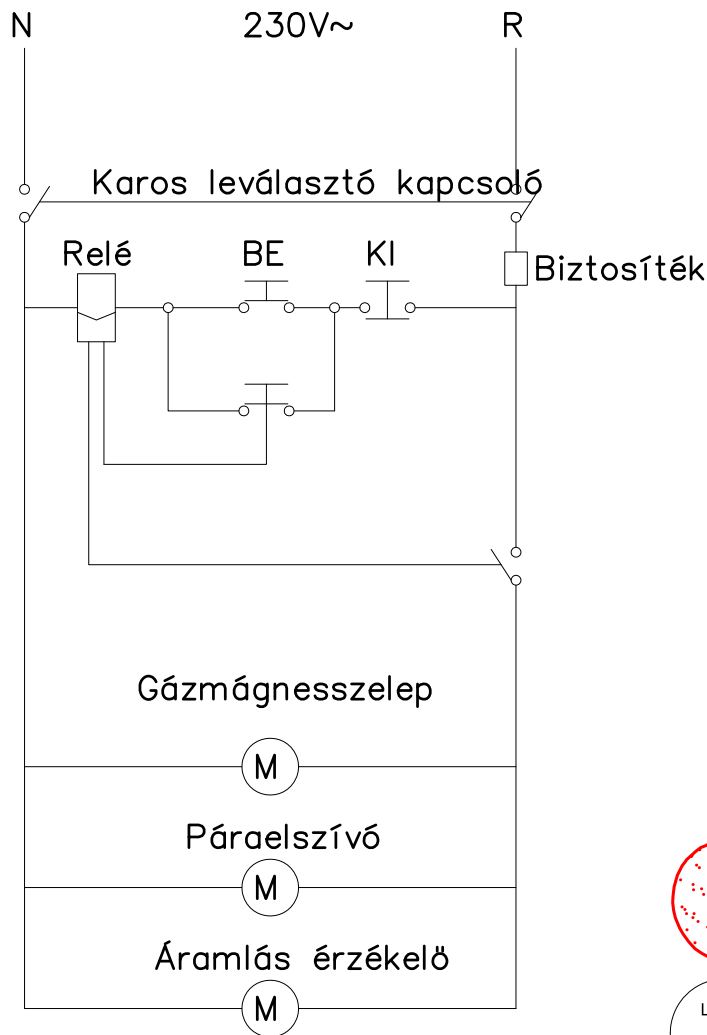 N 230V~ R
Karos leválasztó kapcsoló
Relé BE KI
Biztosíték
Gázmágnesszelep
M
Páraelszívó
M
Áramlás érzékelö
M
L